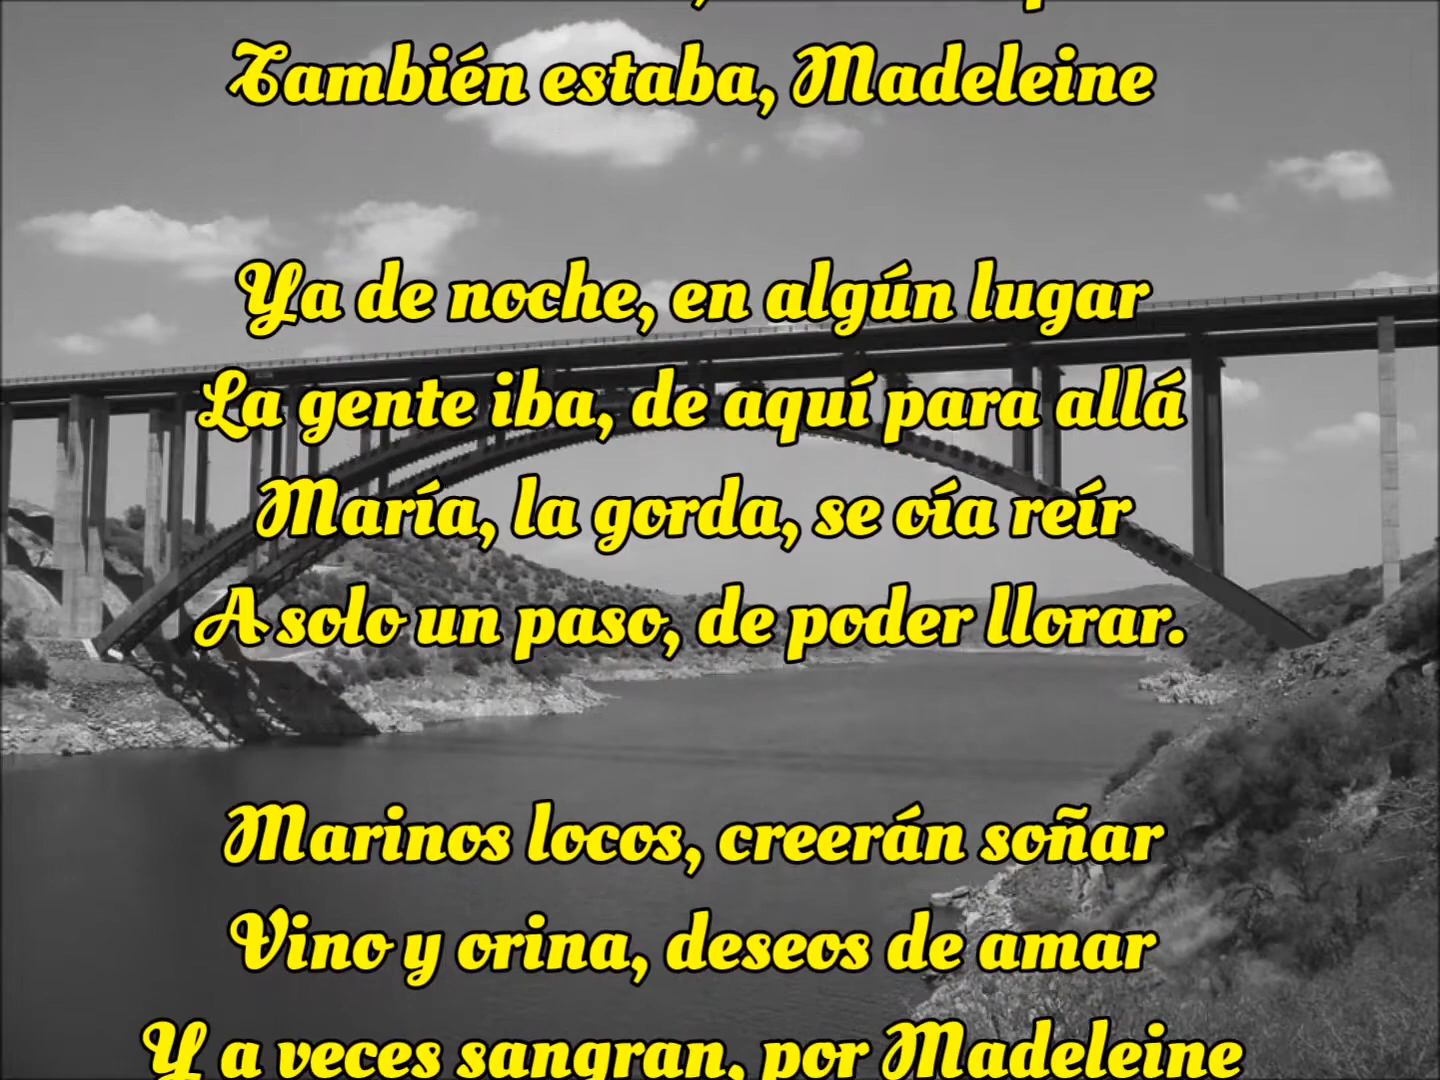 También estaba, Madeleine
Ya de noche, en algún lugar
La gente iba, de aquí para allá
María, la gorda, se oía reír
A solo un paso, de poder llorar.
Marinos locos, creerán soñar
Vino y orina, deseos de amar
Y a veces sangran, por Madeleine